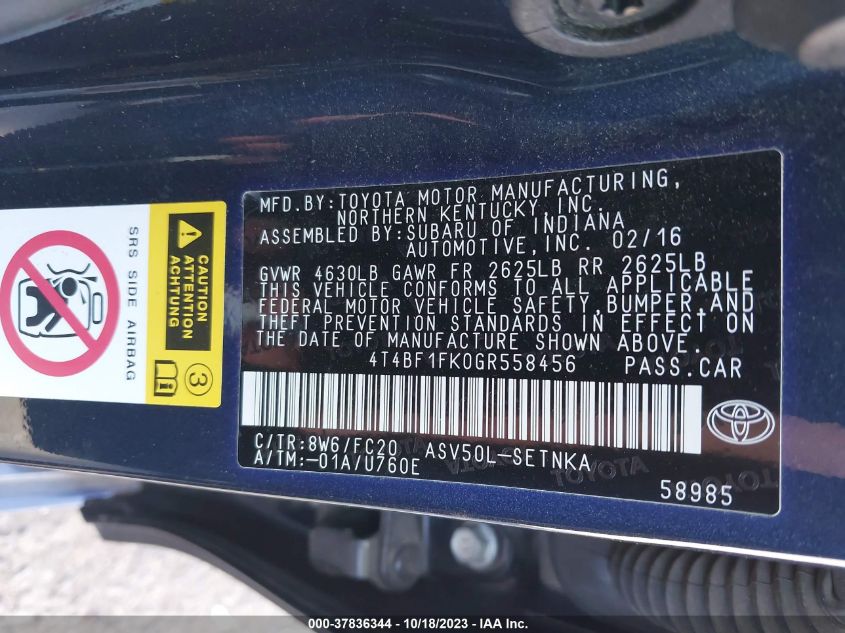 MFD.BY:TOYOTA MOTOR MANUFACTURING,
NORTHERN KENTUCKY, INC.
ASSEMBLED BY:SUBARU OF INDIANA
AUTOMOTIVE,INC. 02/16
GVWR 4630LB GAWR FR 2625LB RR 2625LB
THIS VEHICLE CONFORMS TO ALL APPLICABLE
FEDERAL MOTOR VEHICLE SAFETY,BUMPER,AND
THEFT PREVENTION STANDARDS IN EFFECT ON
THE DATE OF MANUFACTURE SHOWN ABOVE.
4T4BF1FK0GR558456 PASS.CAR
C/TR:8W6/FC20 ASV50L-SETNKA
A/TM:-01A/U760E
58985
TOYOTA
SRS SIDE AIRBAG
CAUTION
ATTENTION
ACHTUNG
3
000-37836344 - 10/18/2023 - Copyright IAA, Inc.